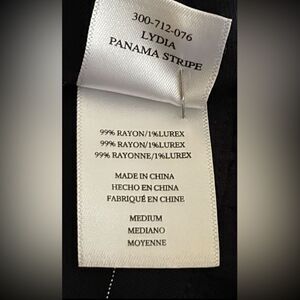 300-712-076
LYDIA
PANAMA STRIPE
99% RAYON/1%LUREX
99% RAYON/1%LUREX
99% RAYONNE/1%LUREX
MADE IN CHINA
HECHO EN CHINA
FABRIQUÉ EN CHINE
MEDIUM
MEDIANO
MOYENNE